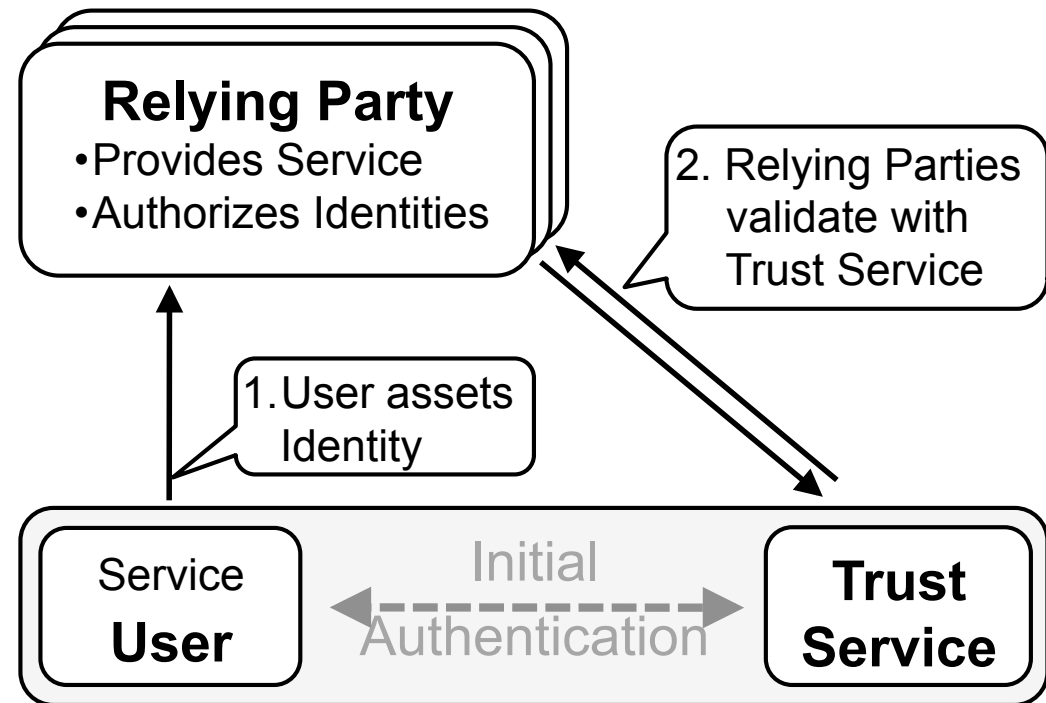 Relying Party
•Provides Service
•Authorizes Identities
2. Relying Parties
validate with
Trust Service
1.User assets
Identity
Service
User
Initial
Authentication
Trust
Service